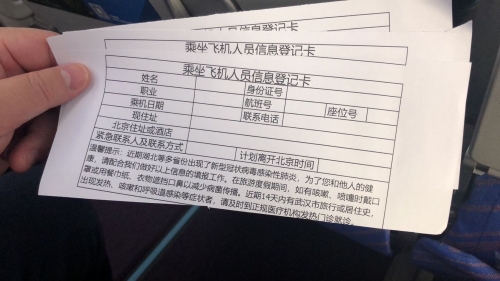 乘坐飞机人员信息登记卡
乘坐飞机人员信息登记卡
姓名 身份证号
职业 航班号 座位号
乘机日期 联系电话
现住址
北京住址或酒店
紧急联系人及联系方式 计划离开北京时间
温馨提示：近期湖北等多省份出现了新型冠状病毒感染性肺炎，为了您和他人的健
康，请配合我们做好以上信息的填报工作。在旅游度假期间，如有咳嗽、喷嚏时戴口
罩或用餐巾纸、衣物遮挡口鼻以减少病菌传播。近期14天内有武汉市旅行或居住史，
出现发热、咳嗽和呼吸道感染等症状者，请及时到正规医疗机构发热门诊就诊。